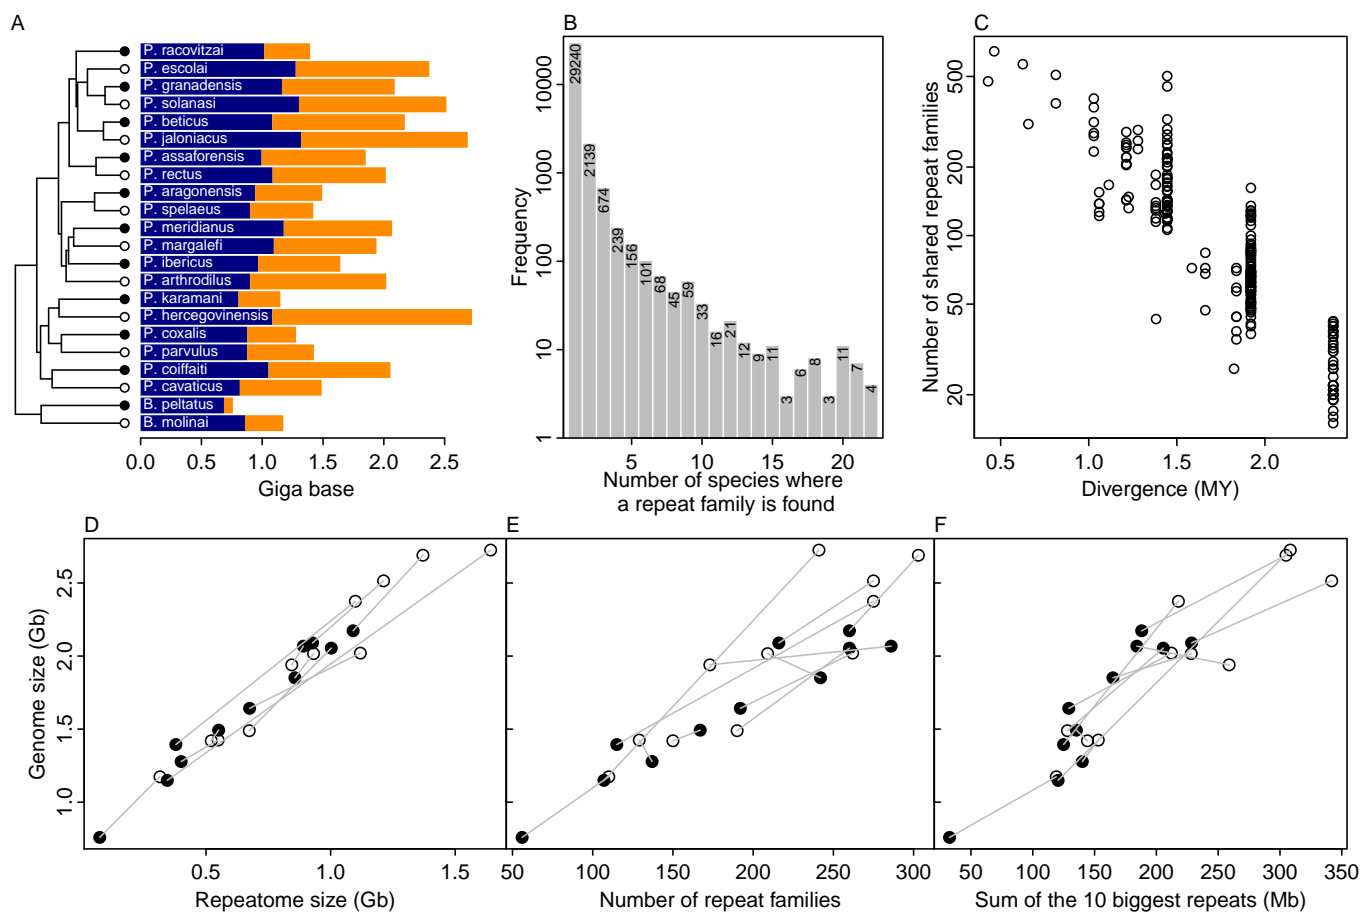 A
P. racovitzai
P. escolai
P. granadensis
P. solanasi
P. beticus
P. jaloniacus
P. assaforensis
P. rectus
P. aragonensis
P. spelaeus
P. meridianus
P. margalefi
P. ibericus
P. arthrodilus
P. karamani
P. hercegovinensis
P. coxalis
P. parvulus
P. coiffaiti
P. cavaticus
B. peltatus
B. molinai
0.0 0.5 1.0 1.5 2.0 2.5
Giga base
B
Frequency
1 10 100 1000 10000
29240
2139
674
239
156
101
68
45
59
33
16
21
12
9
11
3
6
8
3
11
7
4
5 10 15 20
Number of species where
a repeat family is found
C
Number of shared repeat families
20 50 100 200 500
0.5 1.0 1.5 2.0
Divergence (MY)
D
Genome size (Gb)
1.0 1.5 2.0 2.5
0.5 1.0 1.5
Repeatome size (Gb)
E
50 100 150 200 250 300
Number of repeat families
F
50 100 150 200 250 300 350
Sum of the 10 biggest repeats (Mb)